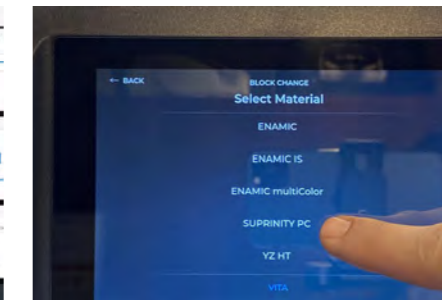 ← BACK
BLOCK CHANGE
Select Material
ENAMIC
ENAMIC IS
ENAMIC multiColor
SUPRINITY PC
YZ HT
VITA